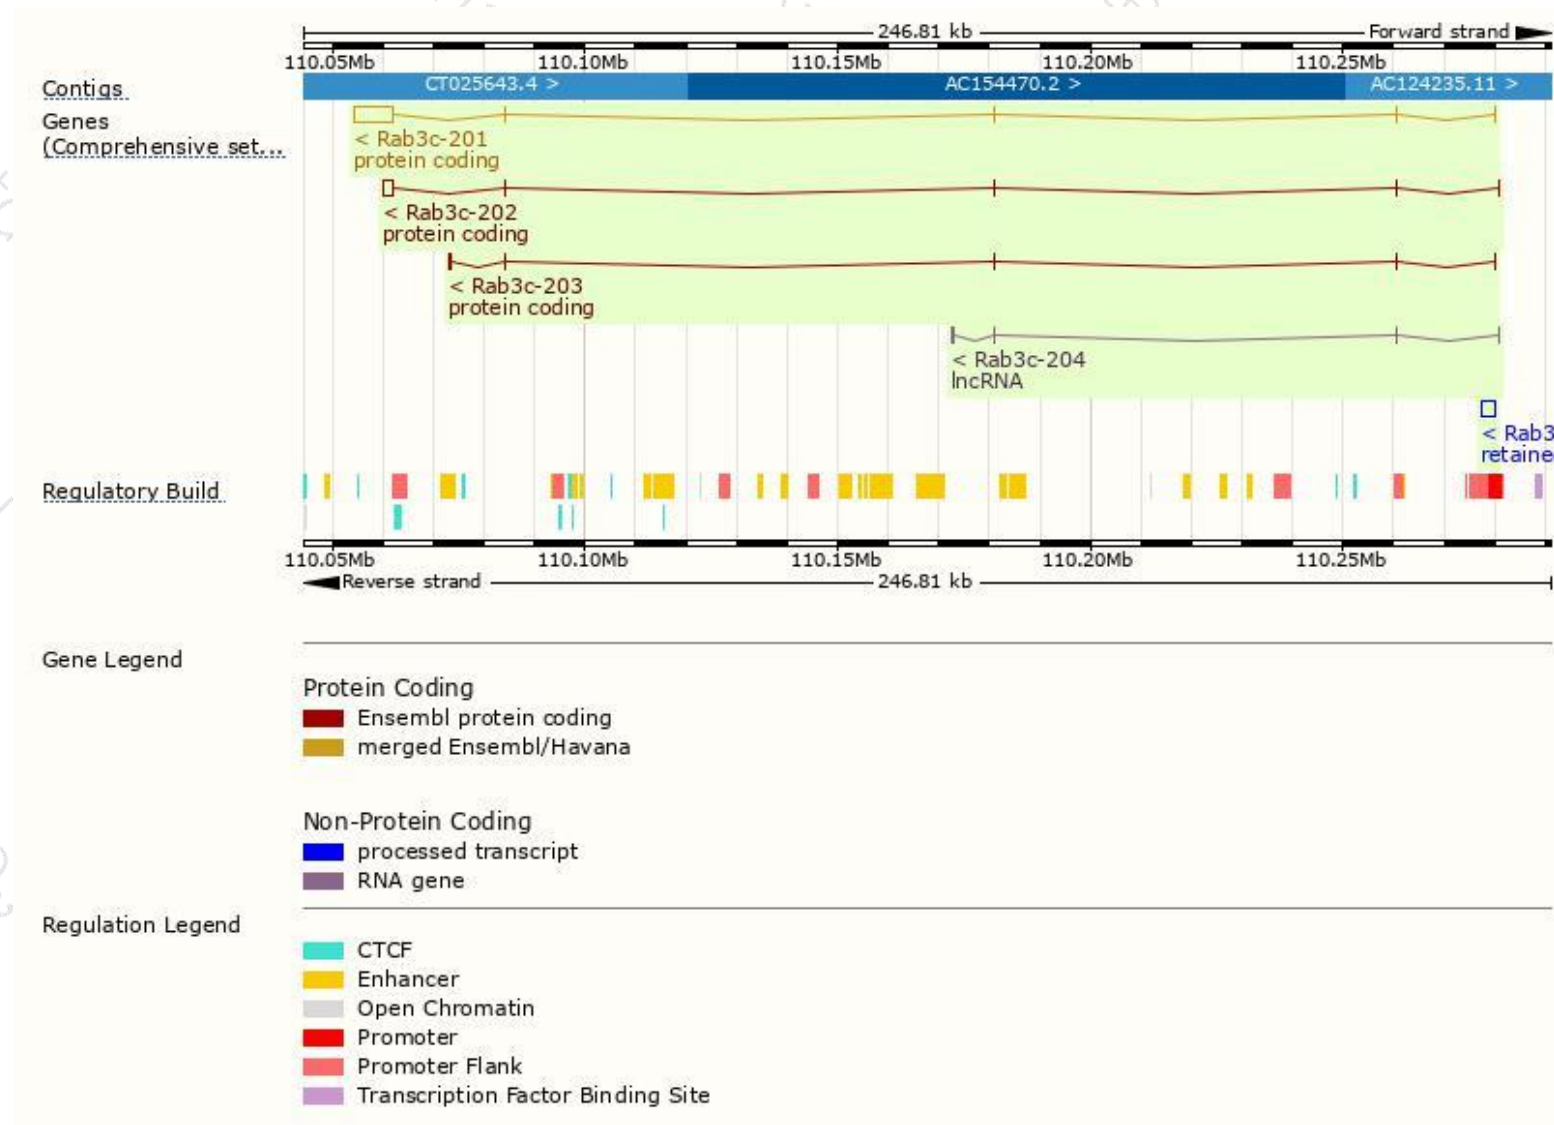 246.81 kb Forward strand
110.05Mb 110.10Mb 110.15Mb 110.20Mb 110.25Mb
Contigs CT025643.4 > AC154470.2 > AC124235.11 >
Genes
(Comprehensive set...
< Rab3c-201
protein coding
< Rab3c-202
protein coding
< Rab3c-203
protein coding
< Rab3c-204
lncRNA
< Rab3
retaine
Regulatory Build
110.05Mb 110.10Mb 110.15Mb 110.20Mb 110.25Mb
Reverse strand 246.81 kb
Gene Legend
Protein Coding
Ensembl protein coding
merged Ensembl/Havana
Non-Protein Coding
processed transcript
RNA gene
Regulation Legend
CTCF
Enhancer
Open Chromatin
Promoter
Promoter Flank
Transcription Factor Binding Site